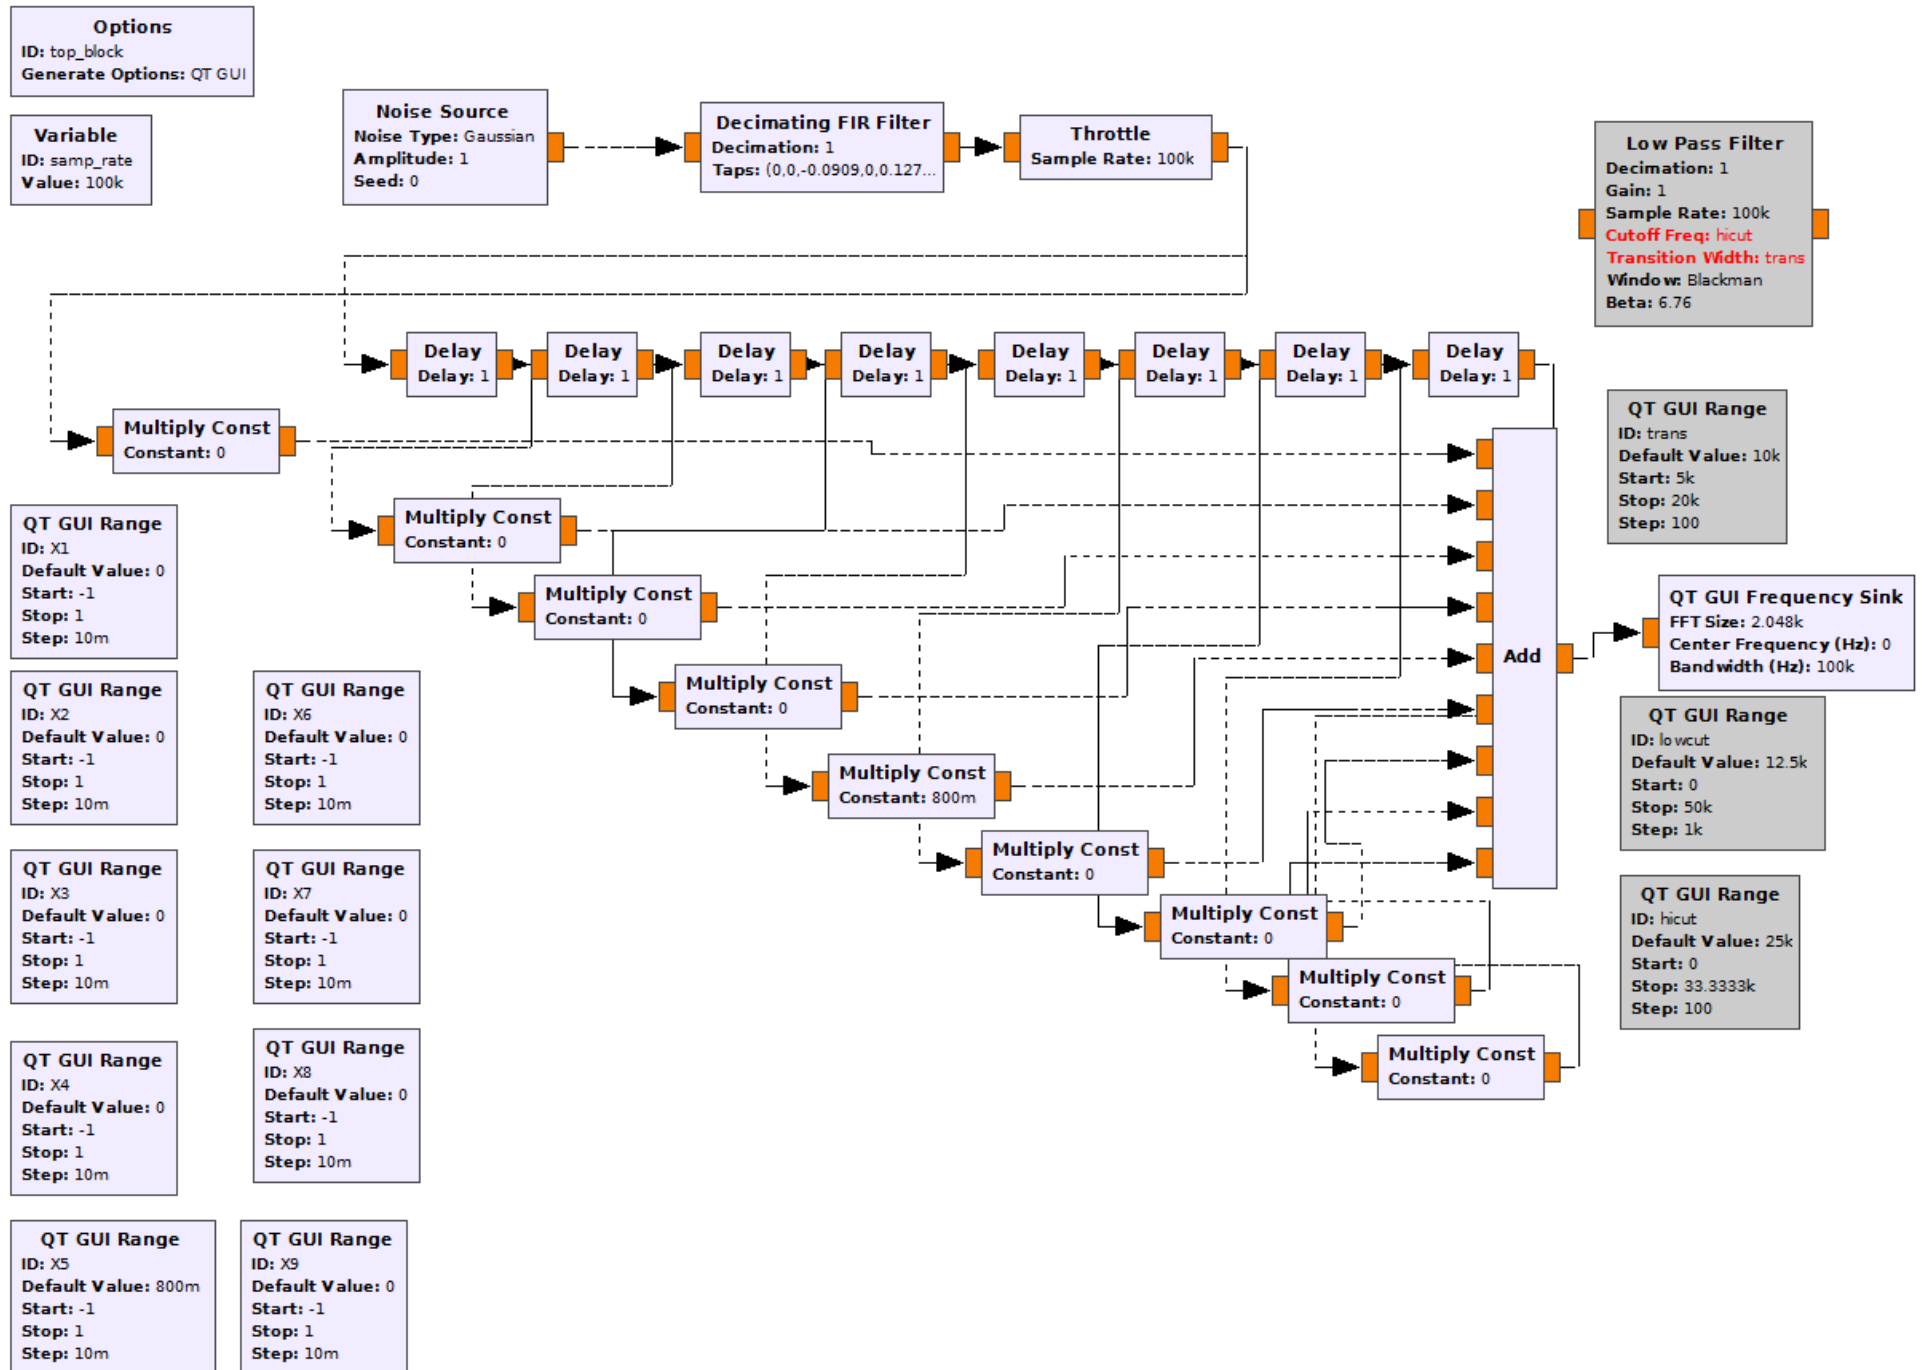 Options
ID: top_block
Generate Options: QT GUI
Variable
ID: samp_rate
Value: 100k
Noise Source
Noise Type: Gaussian
Amplitude: 1
Seed: 0
Decimating FIR Filter
Decimation: 1
Taps: (0,0,-0.0909,0,0.127...
Throttle
Sample Rate: 100k
Low Pass Filter
Decimation: 1
Gain: 1
Sample Rate: 100k
Cutoff Freq: hicut
Transition Width: trans
Window: Blackman
Beta: 6.76
Delay
Delay: 1
Delay
Delay: 1
Delay
Delay: 1
Delay
Delay: 1
Delay
Delay: 1
Delay
Delay: 1
Delay
Delay: 1
Delay
Delay: 1
Multiply Const
Constant: 0
Multiply Const
Constant: 0
Multiply Const
Constant: 0
Multiply Const
Constant: 0
Multiply Const
Constant: 800m
Multiply Const
Constant: 0
Multiply Const
Constant: 0
Multiply Const
Constant: 0
Multiply Const
Constant: 0
Add
QT GUI Range
ID: trans
Default Value: 10k
Start: 5k
Stop: 20k
Step: 100
QT GUI Frequency Sink
FFT Size: 2.048k
Center Frequency (Hz): 0
Bandwidth (Hz): 100k
QT GUI Range
ID: lowcut
Default Value: 12.5k
Start: 0
Stop: 50k
Step: 1k
QT GUI Range
ID: hicut
Default Value: 25k
Start: 0
Stop: 33.3333k
Step: 100
QT GUI Range
ID: X1
Default Value: 0
Start: -1
Stop: 1
Step: 10m
QT GUI Range
ID: X2
Default Value: 0
Start: -1
Stop: 1
Step: 10m
QT GUI Range
ID: X6
Default Value: 0
Start: -1
Stop: 1
Step: 10m
QT GUI Range
ID: X3
Default Value: 0
Start: -1
Stop: 1
Step: 10m
QT GUI Range
ID: X7
Default Value: 0
Start: -1
Stop: 1
Step: 10m
QT GUI Range
ID: X4
Default Value: 0
Start: -1
Stop: 1
Step: 10m
QT GUI Range
ID: X8
Default Value: 0
Start: -1
Stop: 1
Step: 10m
QT GUI Range
ID: X5
Default Value: 800m
Start: -1
Stop: 1
Step: 10m
QT GUI Range
ID: X9
Default Value: 0
Start: -1
Stop: 1
Step: 10m